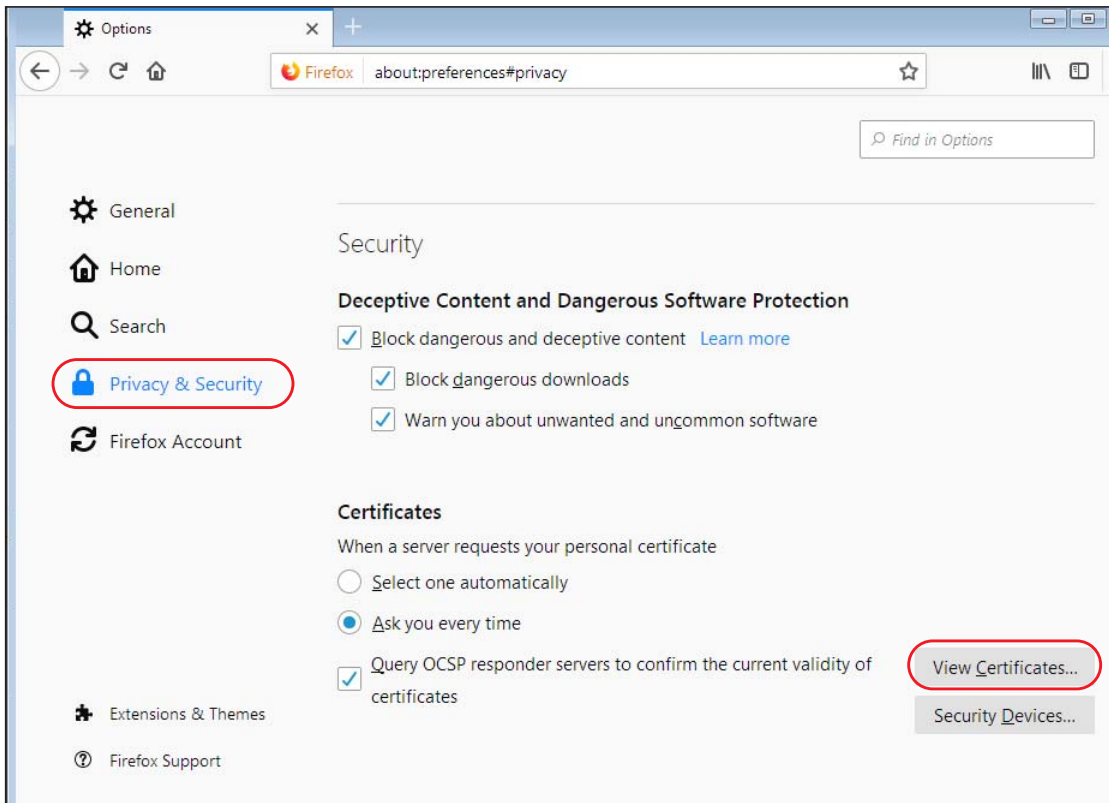 Options
Firefox about:preferences#privacy
Find in Options
General
Home
Search
Privacy & Security
Firefox Account
Extensions & Themes
Firefox Support
Security
Deceptive Content and Dangerous Software Protection
Block dangerous and deceptive content Learn more
Block dangerous downloads
Warn you about unwanted and uncommon software
Certificates
When a server requests your personal certificate
Select one automatically
Ask you every time
Query OCSP responder servers to confirm the current validity of
certificates
View Certificates...
Security Devices...